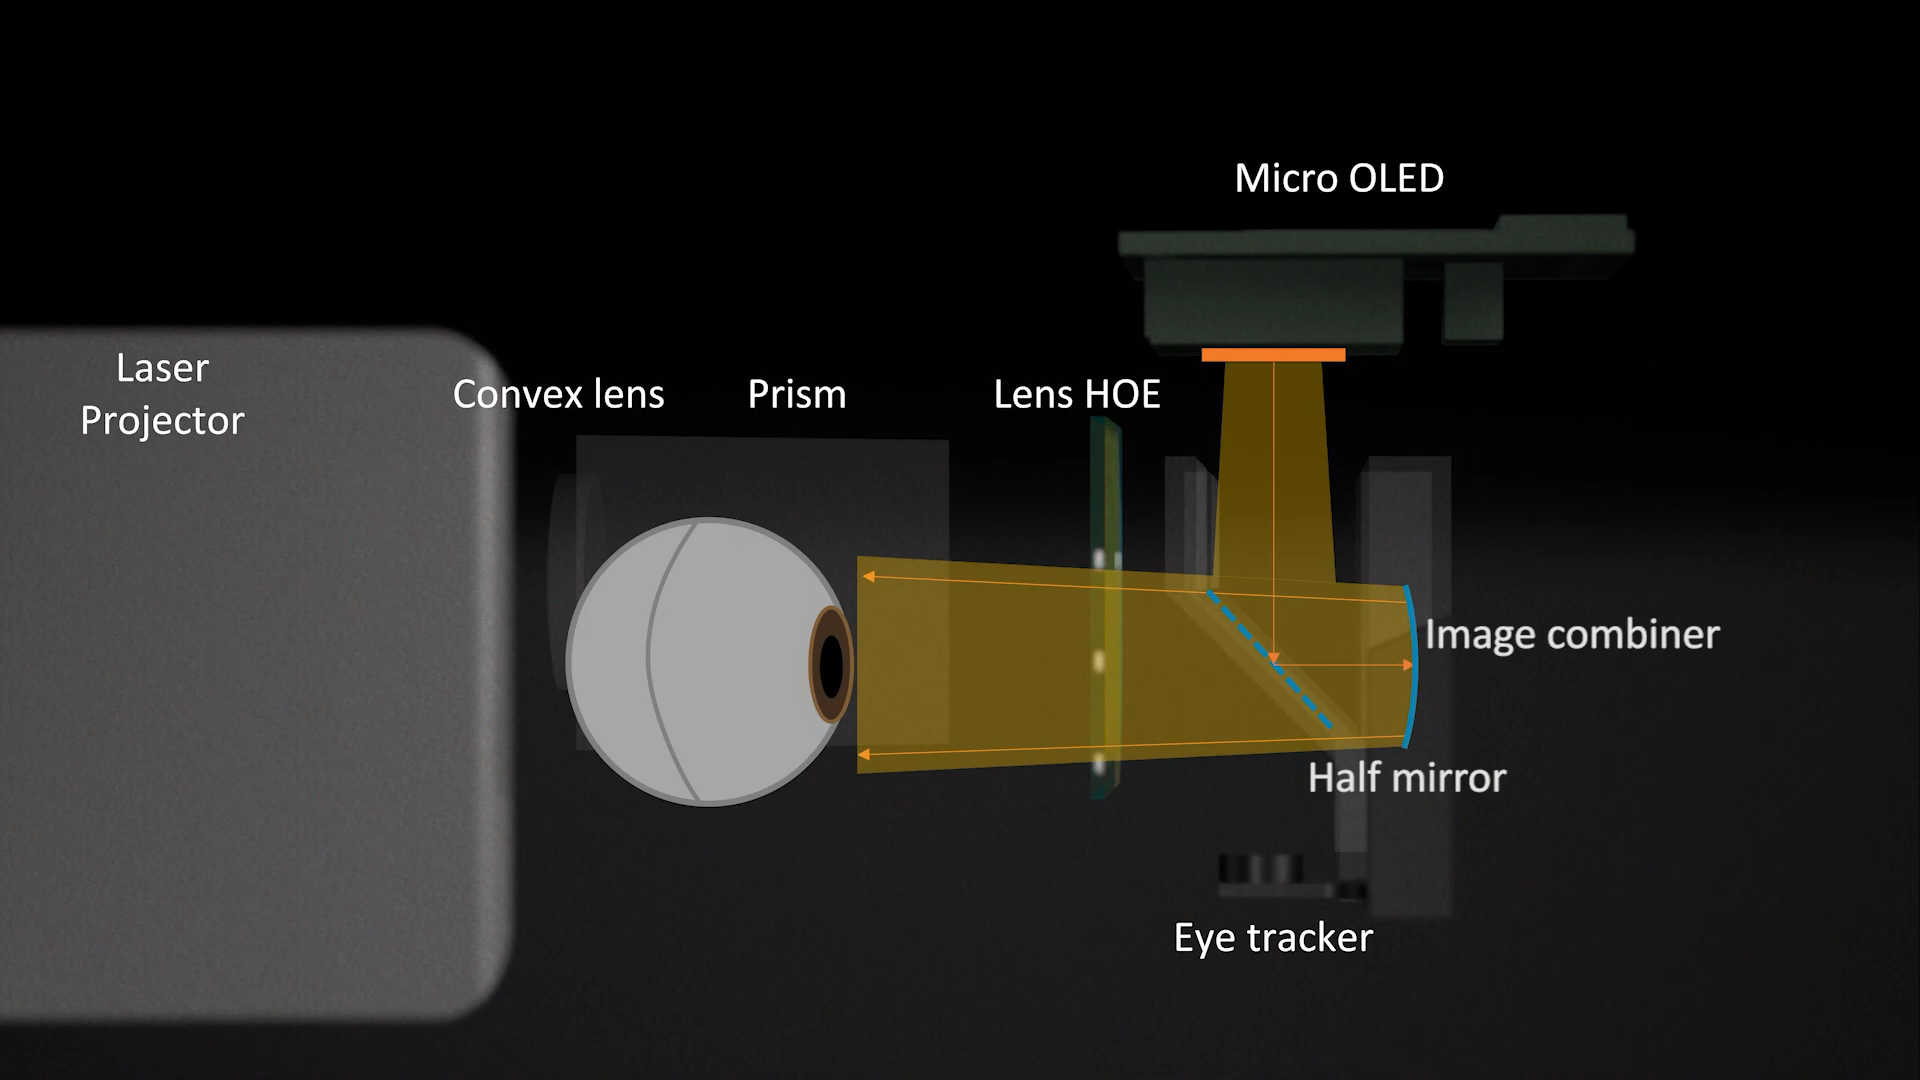 Micro OLED
Laser
Projector
Convex lens
Prism
Lens HOE
Image combiner
Half mirror
Eye tracker